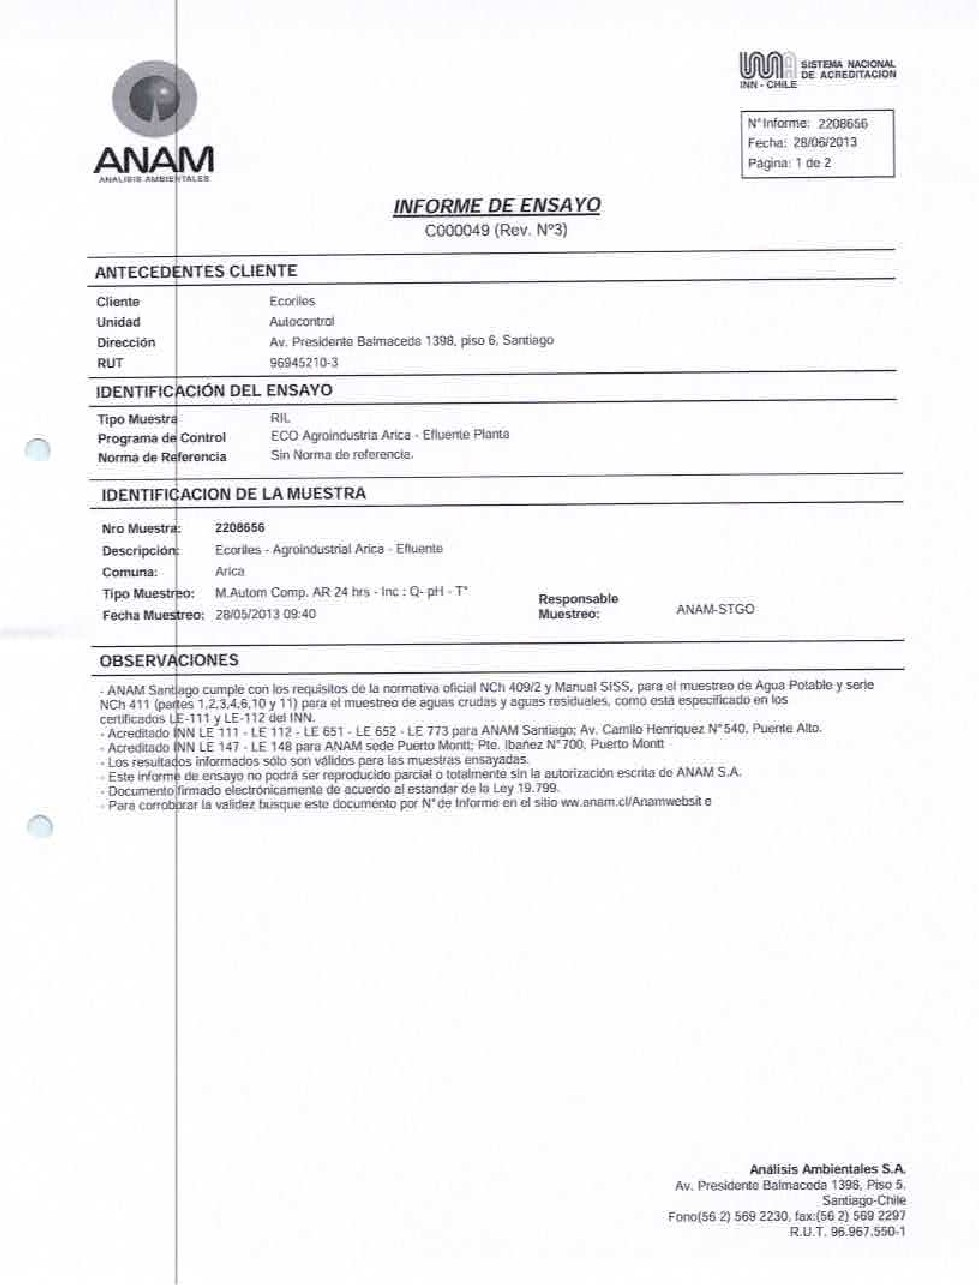 ANAM
ANALISIS AMBIENTALES
INN - CHILE
SISTEMA NACIONAL
DE ACREDITACION
N°Informe: 2208656
Fecha: 28/06/2013
Página: 1 de 2
INFORME DE ENSAYO
C000049 (Rev. Nº3)
ANTECEDENTES CLIENTE
Cliente Ecoriles
Unidad Autocontrol
Dirección Av. Presidente Balmaceda 1398, piso 6, Santiago
RUT 96945210-3
IDENTIFICACIÓN DEL ENSAYO
Tipo Muestra RIL
Programa de Control ECO Agroindustria Arica - Efluente Planta
Norma de Referencia Sin Norma de referencia.
IDENTIFICACION DE LA MUESTRA
Nro Muestra: 2208656
Descripción: Ecoriles - Agroindustrial Arica - Efluente
Comuna: Arica
Tipo Muestreo: M.Autom Comp. AR 24 hrs - Inc : Q- pH - T°
Fecha Muestreo: 28/05/2013 09:40
Responsable
Muestreo: ANAM-STGO
OBSERVACIONES
- ANAM Santiago cumple con los requisitos de la normativa oficial NCh 409/2 y Manual SISS, para el muestreo de Agua Potable y serie
NCh 411 (partes 1,2,3,4,6,10 y 11) para el muestreo de aguas crudas y aguas residuales, como está especificado en los
certificados LE-111 y LE-112 del INN.
- Acreditado INN LE 111 - LE 112 - LE 651 - LE 652 - LE 773 para ANAM Santiago; Av. Camilo Henriquez N°540, Puente Alto.
- Acreditado INN LE 147 - LE 148 para ANAM sede Puerto Montt; Pte. Ibañez N°700, Puerto Montt
- Los resultados informados sólo son válidos para las muestras ensayadas.
- Este informe de ensayo no podrá ser reproducido parcial o totalmente sin la autorización escrita de ANAM S.A.
- Documento firmado electrónicamente de acuerdo al estandar de la Ley 19.799.
- Para corroborar la validez busque este documento por N°de Informe en el sitio ww.anam.cl/Anamwebsit e
Análisis Ambientales S.A.
Av. Presidente Balmaceda 1398, Piso 5.
Santiago-Chile
Fono(56 2) 569 2230, fax:(56 2) 569 2297
R.U.T. 96.967.550-1